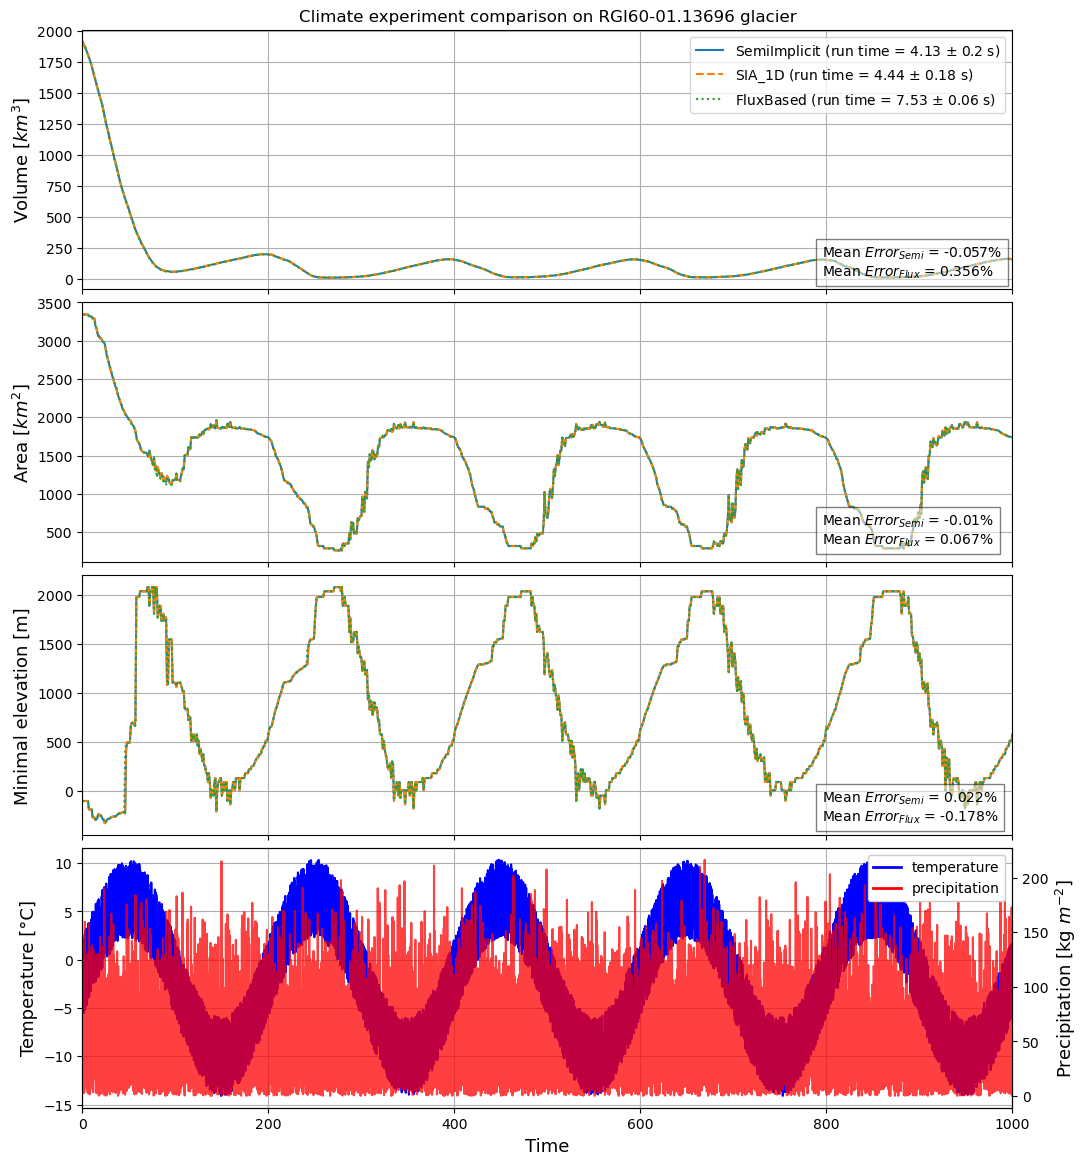 Climate experiment comparison on RGI60-01.13696 glacier
2000
1750
1500
1250
1000
750
500
250
0
Volume [km³]
SemiImplicit (run time = 4.13 ± 0.2 s)
SIA_1D (run time = 4.44 ± 0.18 s)
FluxBased (run time = 7.53 ± 0.06 s)
Mean Error_Semi = -0.057%
Mean Error_Flux = 0.356%
3500
3000
2500
2000
1500
1000
500
Area [km²]
Mean Error_Semi = -0.01%
Mean Error_Flux = 0.067%
2000
1500
1000
500
0
Minimal elevation [m]
Mean Error_Semi = 0.022%
Mean Error_Flux = -0.178%
10
5
0
−5
−10
−15
Temperature [°C]
temperature
precipitation
200
150
100
50
0
Precipitation [kg m⁻²]
0 200 400 600 800 1000
Time